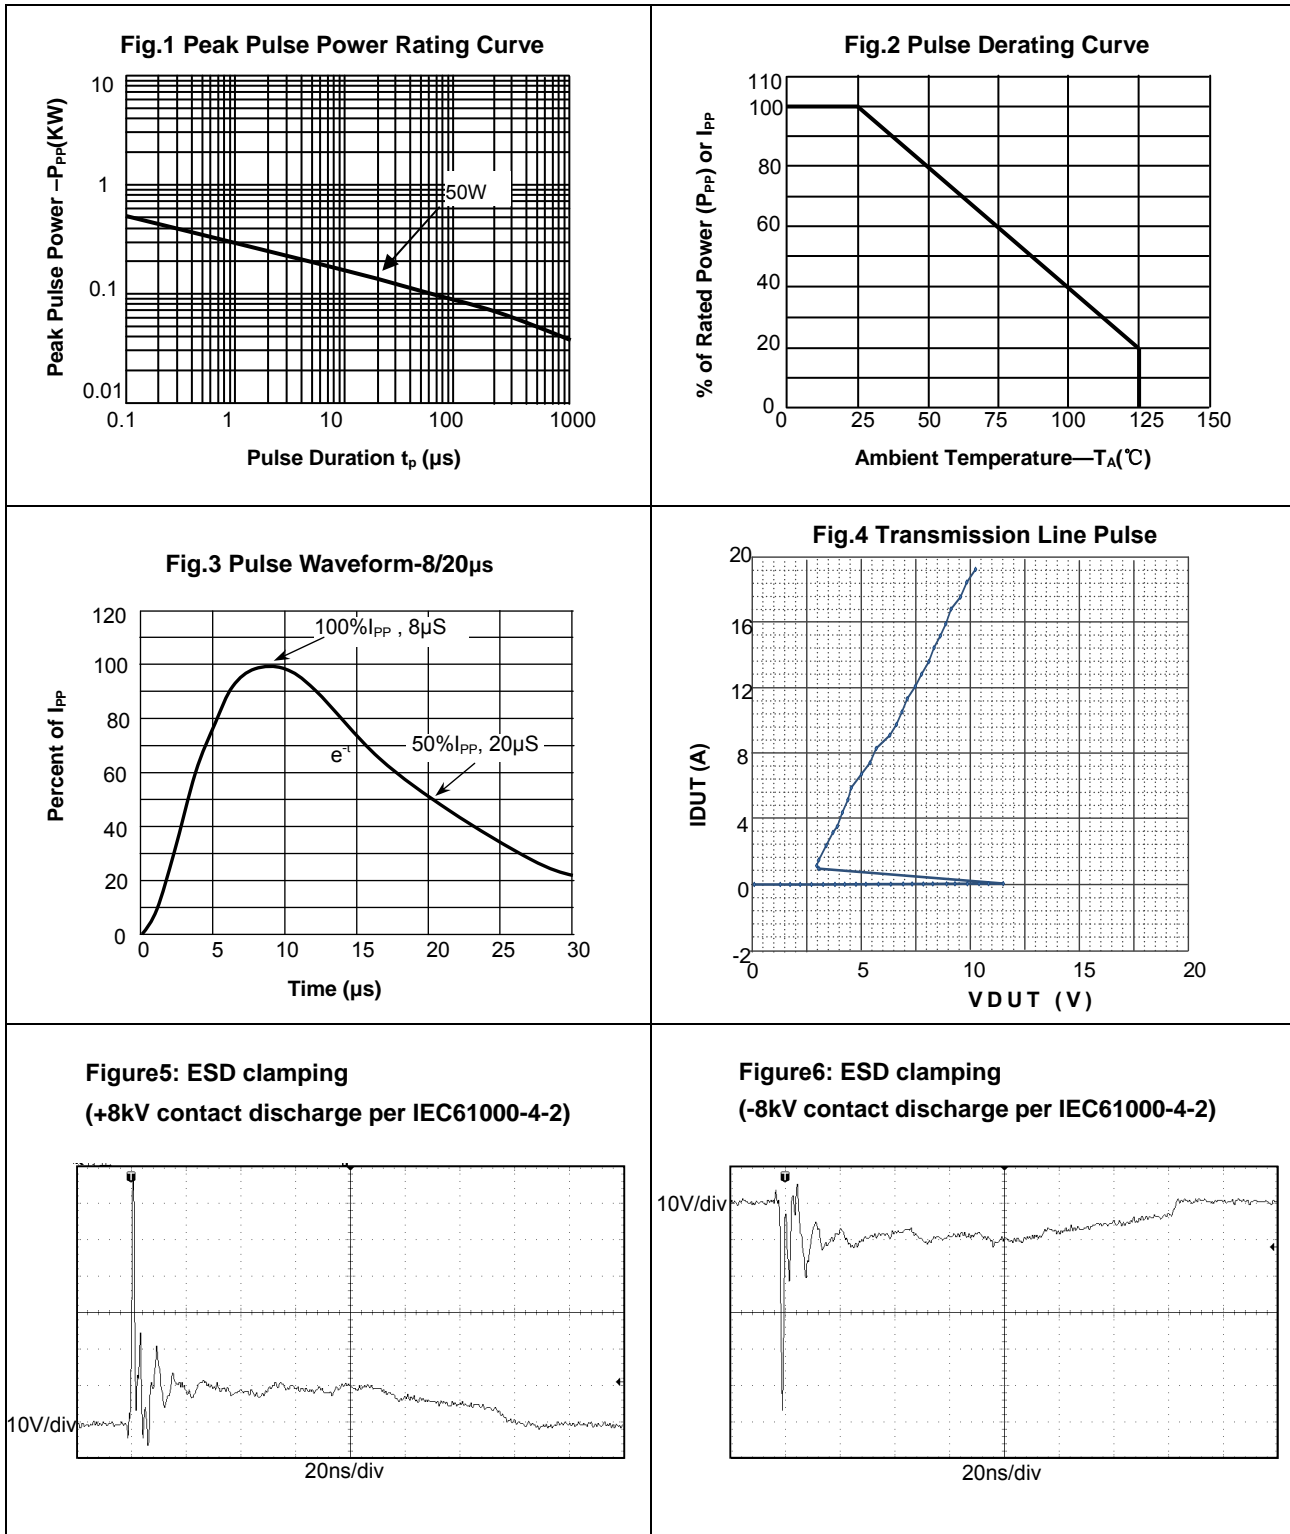 Fig.1 Peak Pulse Power Rating Curve
Peak Pulse Power –PPP(KW)
10
1
0.1
0.01
50W
0.1 1 10 100 1000
Pulse Duration tp (µs)
Fig.2 Pulse Derating Curve
% of Rated Power (PPP) or IPP
110
100
80
60
40
20
0
0 25 50 75 100 125 150
Ambient Temperature—TA(℃)
Fig.3 Pulse Waveform-8/20µs
Percent of IPP
120
100
80
60
40
20
0
100%IPP , 8µS
e-t
50%IPP, 20µS
0 5 10 15 20 25 30
Time (µs)
Fig.4 Transmission Line Pulse
IDUT (A)
20
16
12
8
4
0
-2
0 5 10 15 20
VDUT (V)
Figure5: ESD clamping
(+8kV contact discharge per IEC61000-4-2)
T
10V/div
20ns/div
Figure6: ESD clamping
(-8kV contact discharge per IEC61000-4-2)
T
10V/div
20ns/div